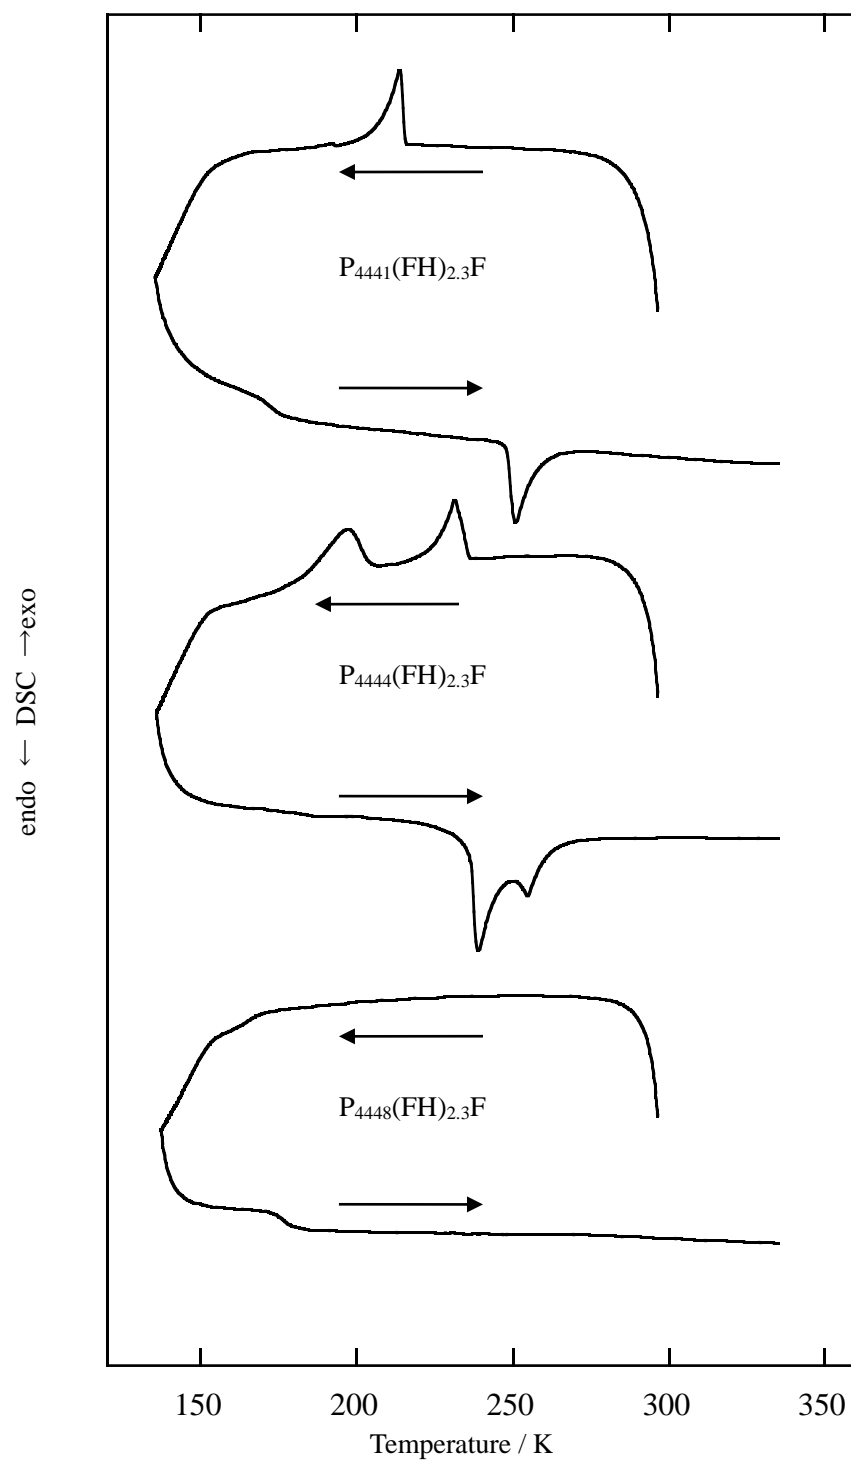 P₄₄₄₁(FH)₂.₃F
P₄₄₄₄(FH)₂.₃F
P₄₄₄₈(FH)₂.₃F
endo ← DSC →exo
150 200 250 300 350
Temperature / K